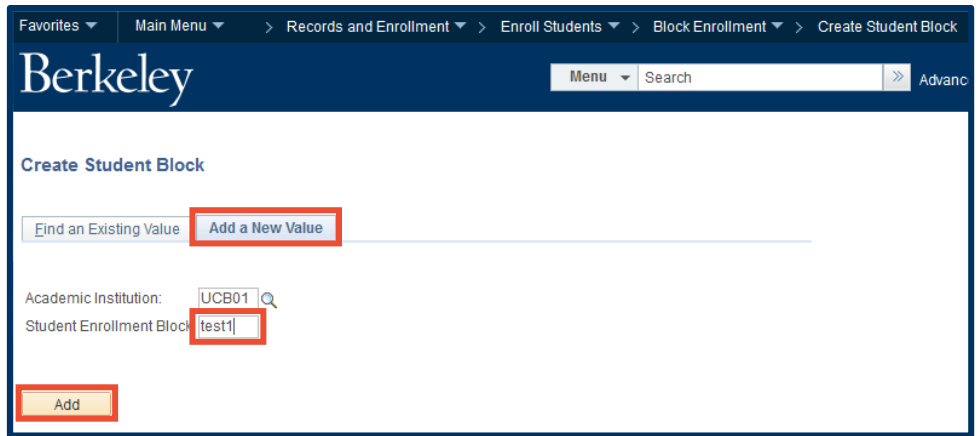 Favorites Main Menu > Records and Enrollment > Enroll Students > Block Enrollment > Create Student Block
Berkeley Menu Search Advanc
Create Student Block
Find an Existing Value Add a New Value
Academic Institution: UCB01
Student Enrollment Block test1
Add